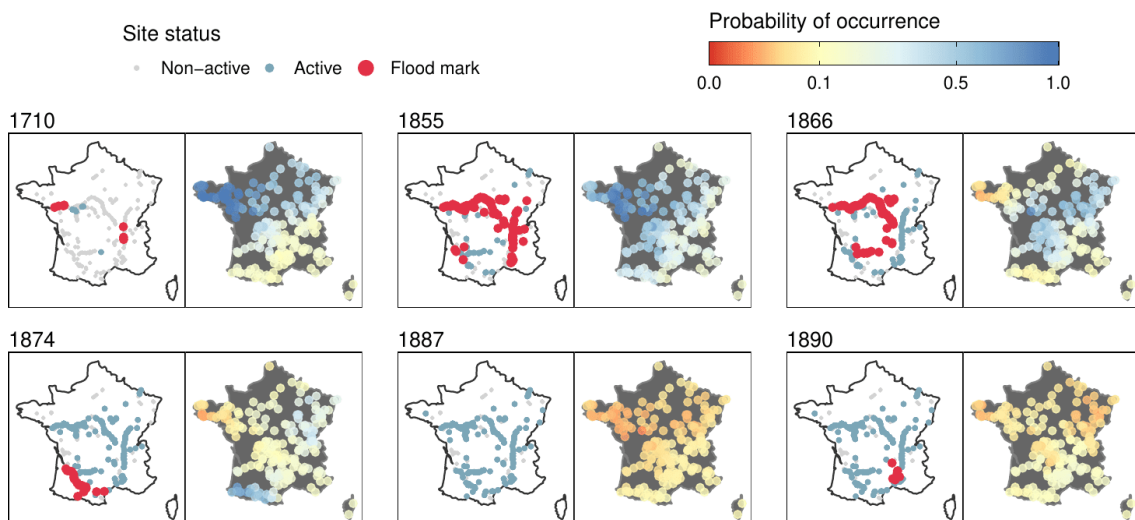 Site status
Non−active
Active
Flood mark
Probability of occurrence
0.0 0.1 0.5 1.0
1710
1855
1866
1874
1887
1890